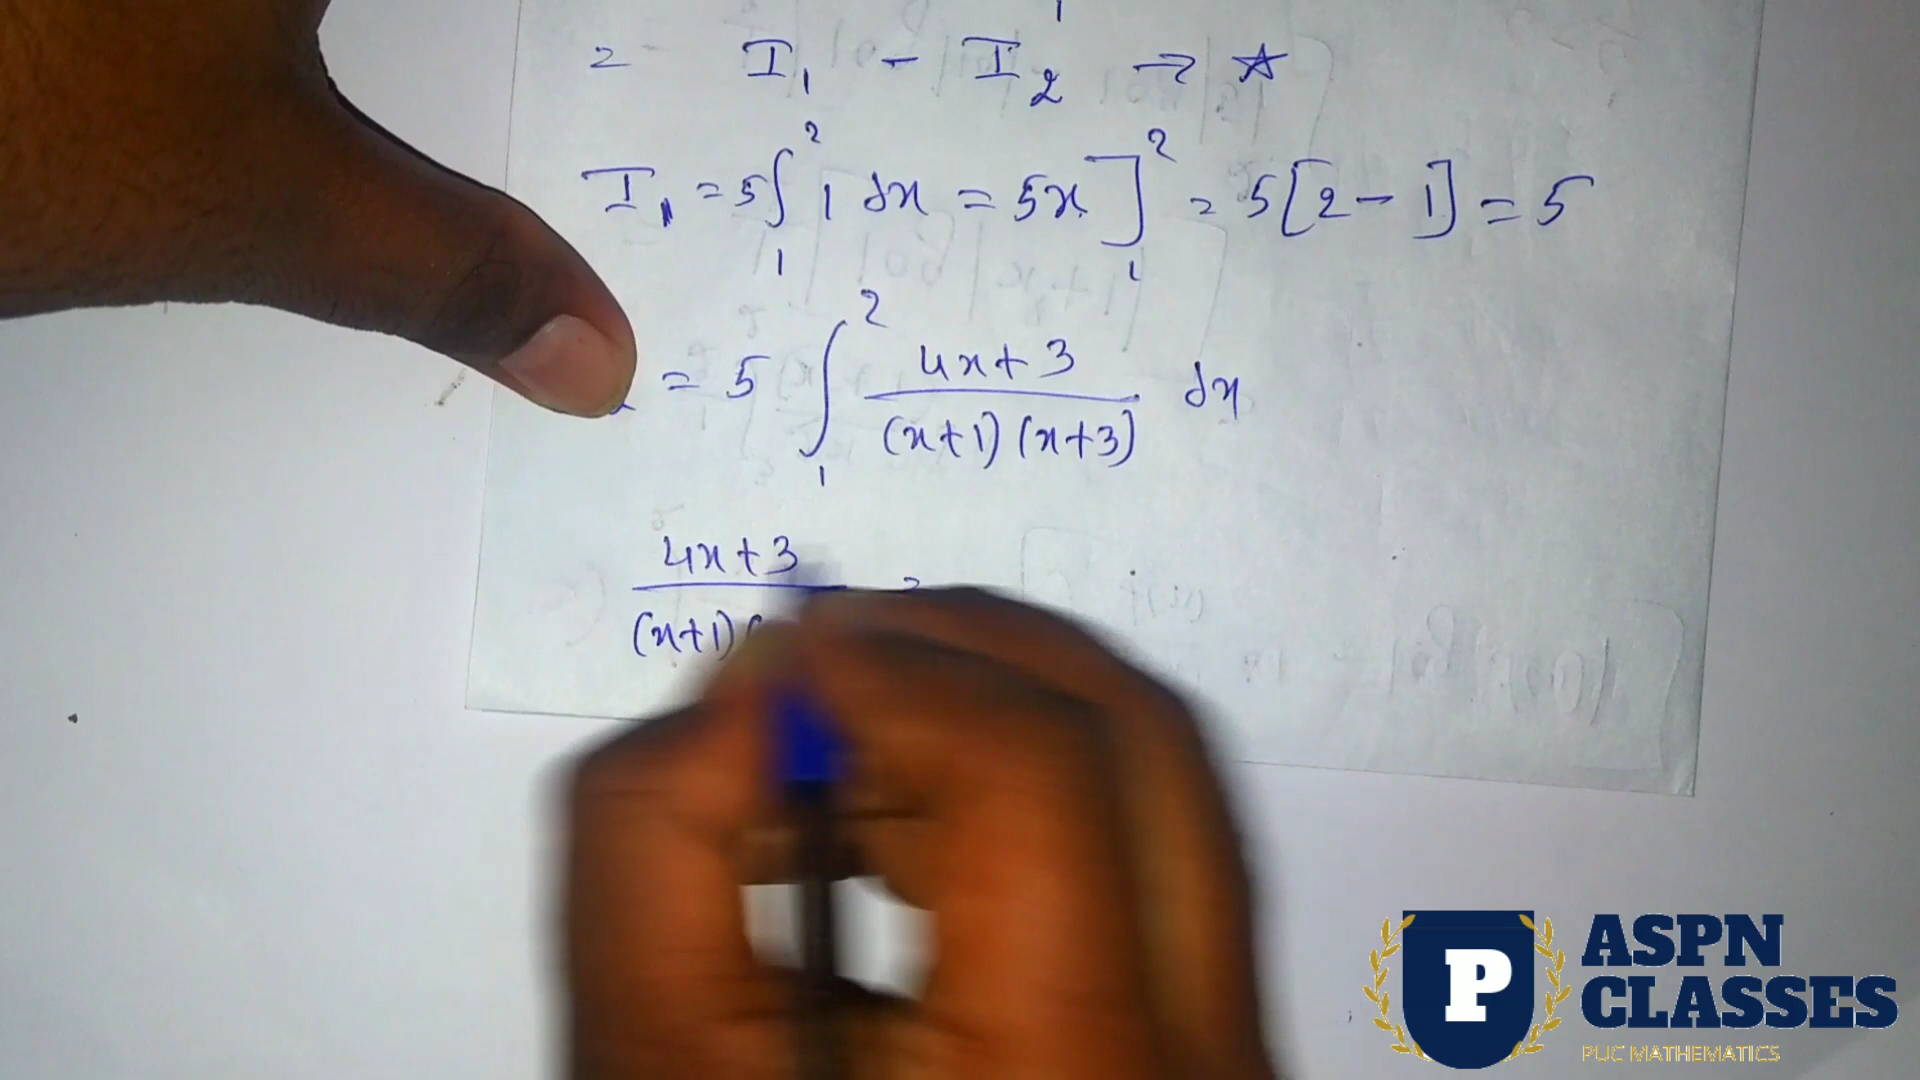 = I₁ - I₂ → ☆
I₁ = 5∫₁² 1 dx = 5x]₁² = 5[2-1] = 5
= 5 ∫₁² (4x+3)/((x+1)(x+3)) dx
4x+3
(x+1)(
=
P
ASPN
CLASSES
PUC MATHEMATICS